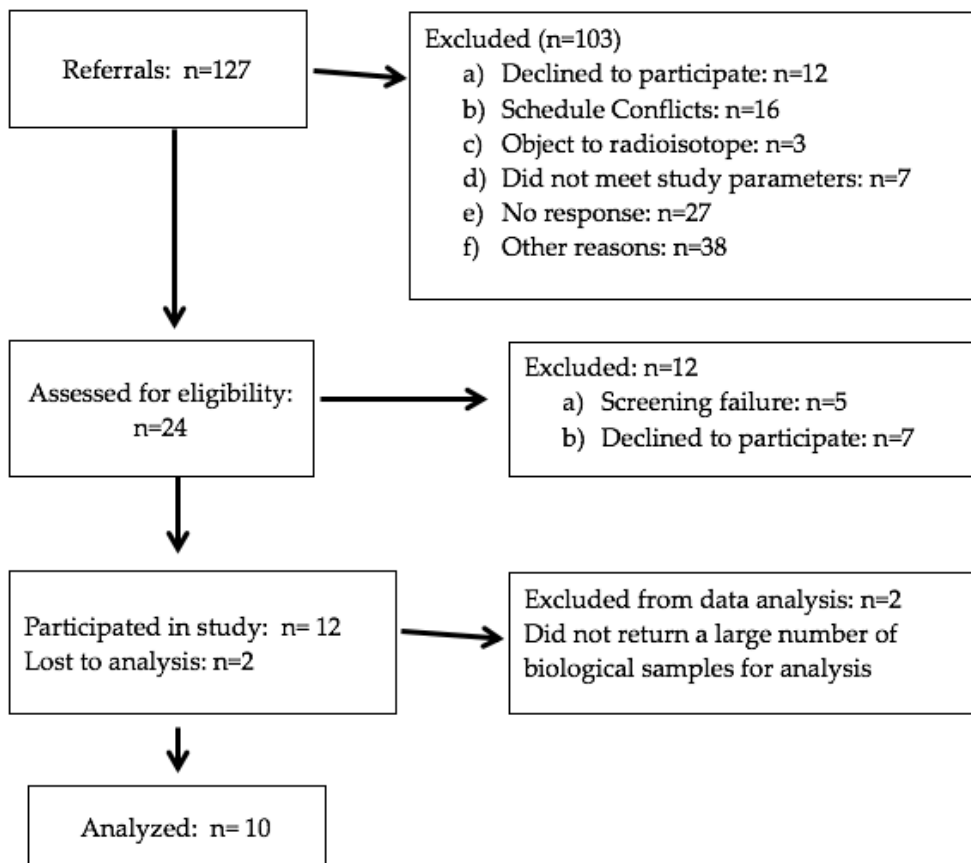 Referrals: n=127
Excluded (n=103)
a) Declined to participate: n=12
b) Schedule Conflicts: n=16
c) Object to radioisotope: n=3
d) Did not meet study parameters: n=7
e) No response: n=27
f) Other reasons: n=38
Assessed for eligibility:
n=24
Excluded: n=12
a) Screening failure: n=5
b) Declined to participate: n=7
Participated in study: n= 12
Lost to analysis: n=2
Excluded from data analysis: n=2
Did not return a large number of
biological samples for analysis
Analyzed: n= 10